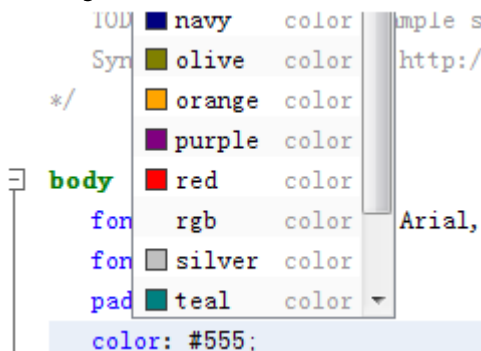 TOD navy color mple s
Syn olive color http:/
*/ orange color
purple color
body red color
fon rgb Arial,
fon silver color
pad teal color
color: #555;